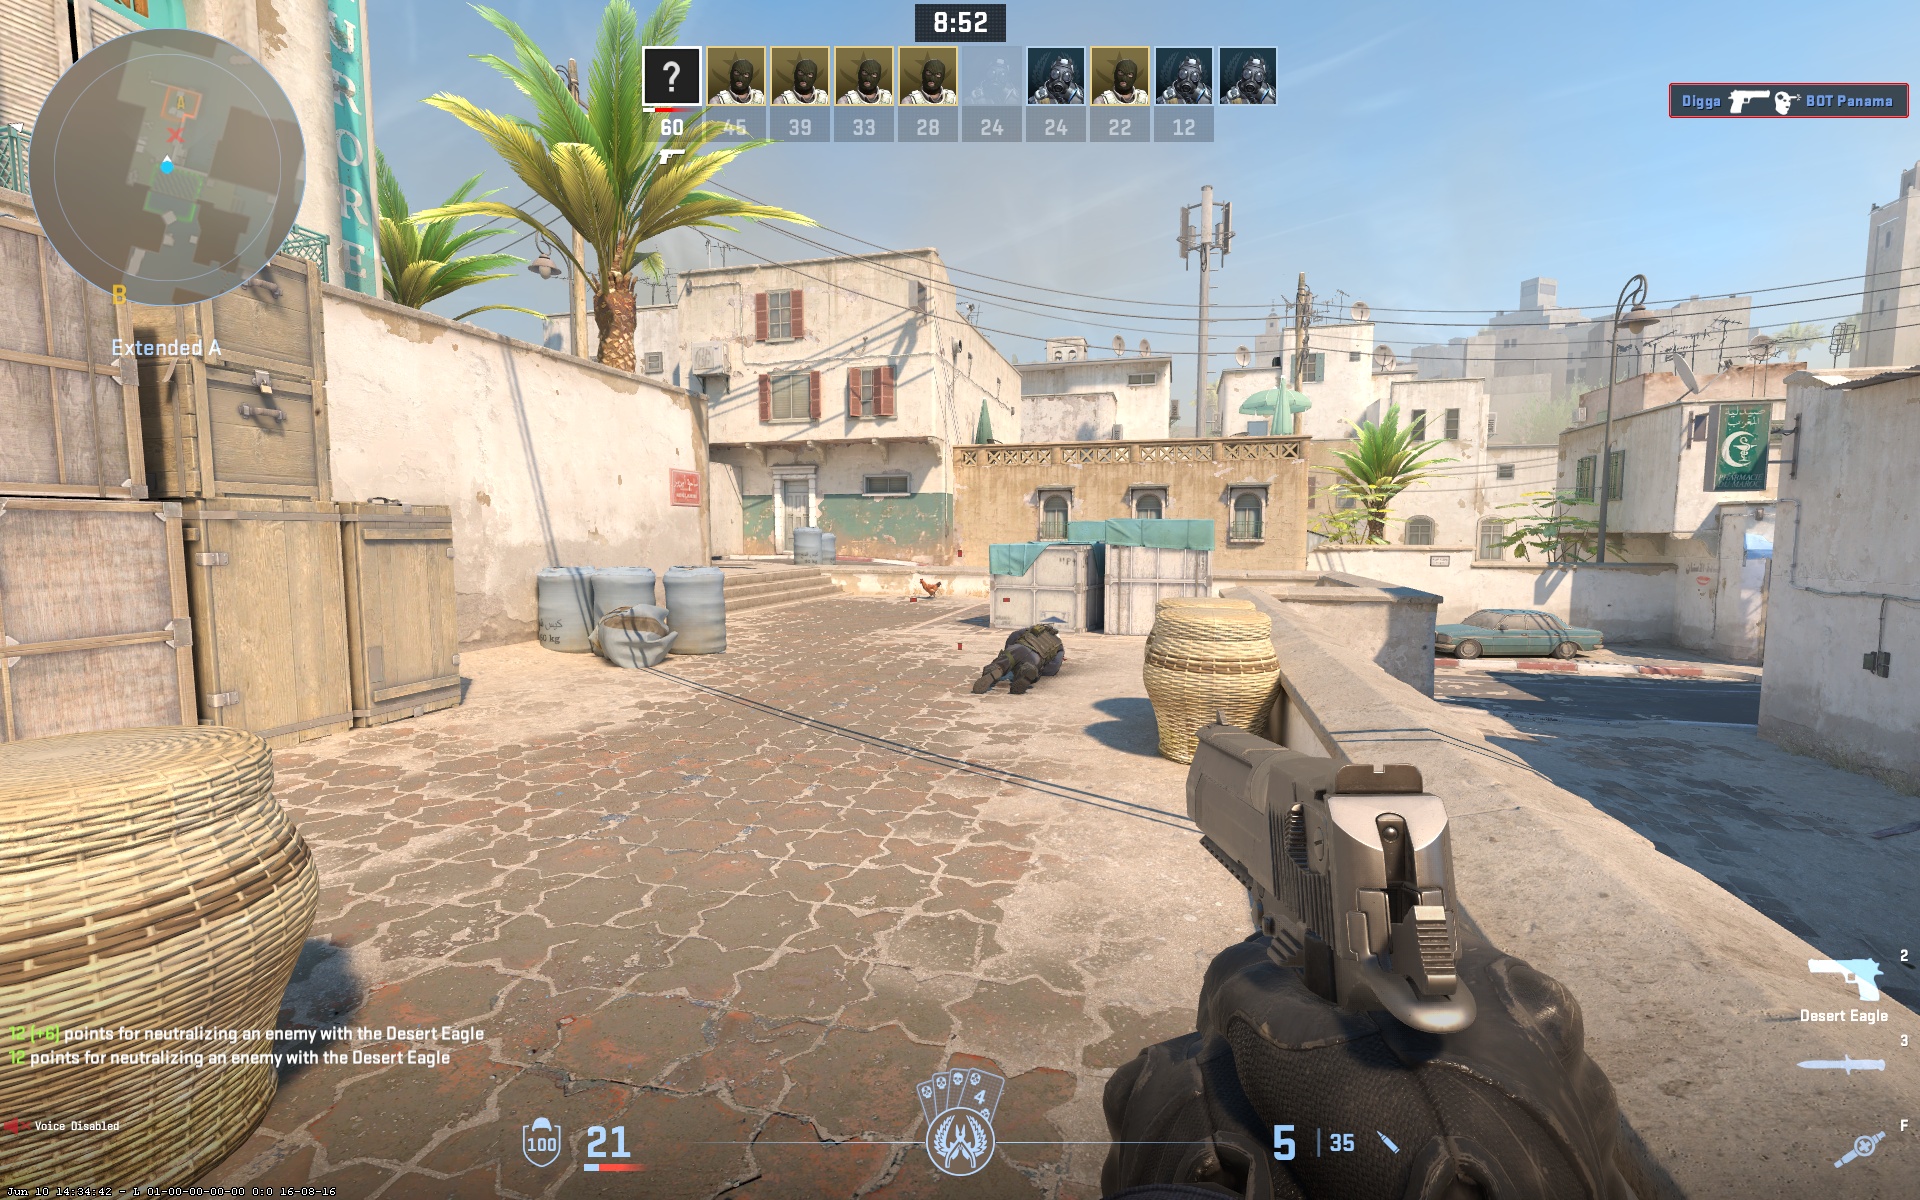 8:52
?
60 45 39 33 28 24 24 22 12
Digga BOT Panama
A
B
Extended A
URORE
60 kg
12 (+6) points for neutralizing an enemy with the Desert Eagle
12 points for neutralizing an enemy with the Desert Eagle
Voice Disabled
100
21
4
5 | 35
2
Desert Eagle
3
F
Jun 10 14:34:42 - L 01-00-00-00-00 0:0 16-08-16